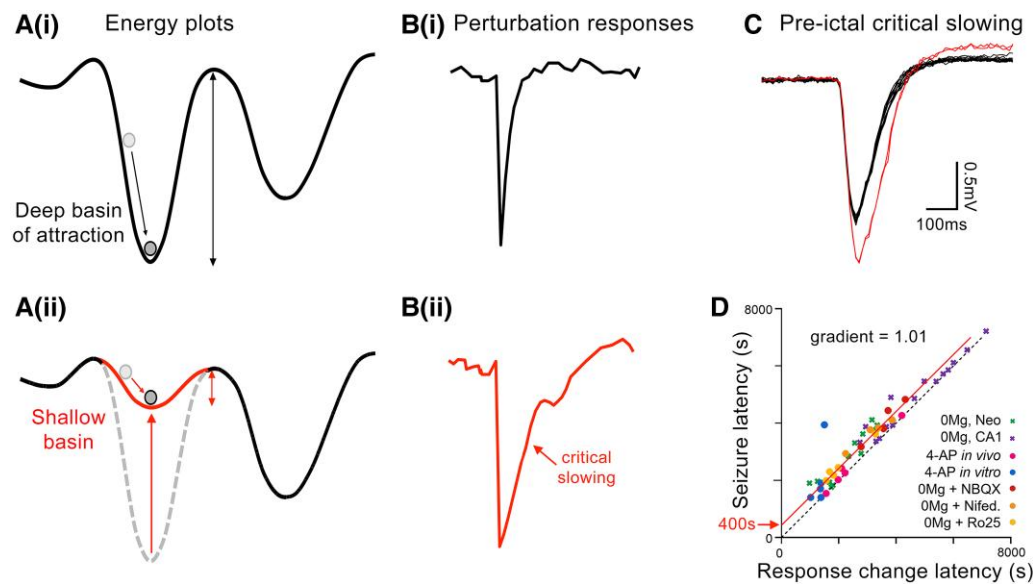 A(i) Energy plots
Deep basin
of attraction
B(i) Perturbation responses
C Pre-ictal critical slowing
0.5mV
100ms
A(ii)
Shallow
basin
B(ii)
critical
slowing
D
8000
gradient = 1.01
Seizure latency (s)
0Mg, Neo
0Mg, CA1
4-AP in vivo
4-AP in vitro
0Mg + NBQX
0Mg + Nifed.
0Mg + Ro25
400s
0
0
8000
Response change latency (s)